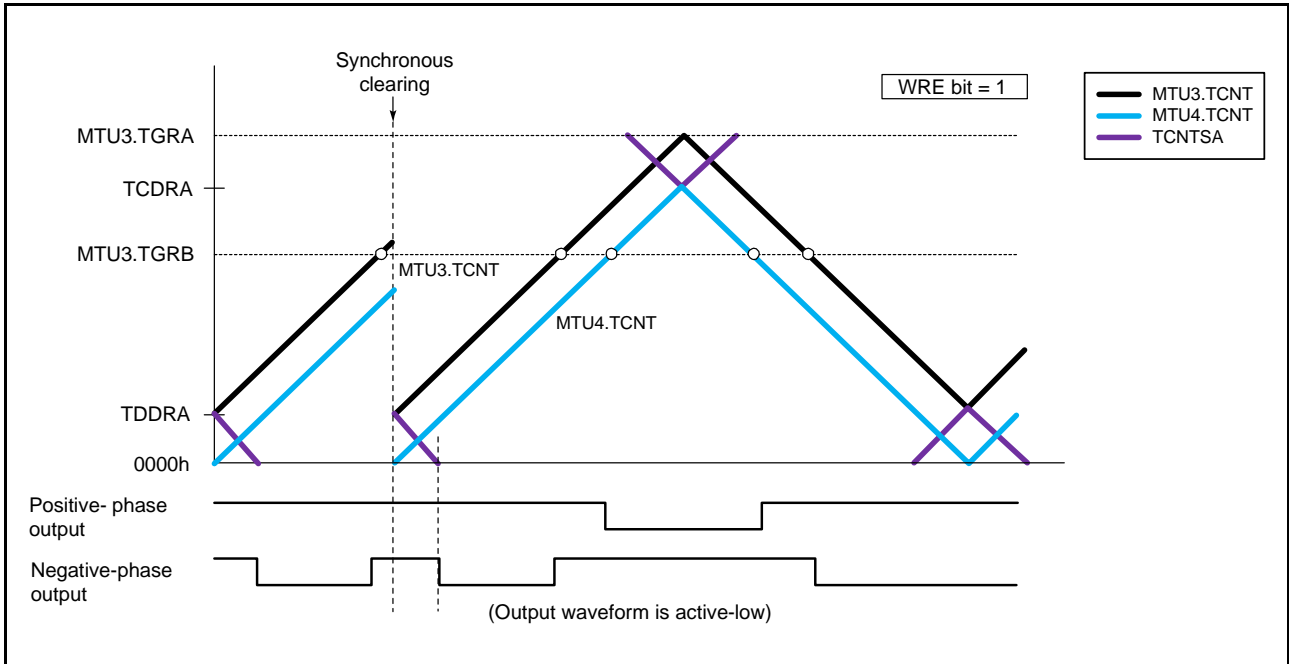 Synchronous
clearing
WRE bit = 1
MTU3.TCNT
MTU4.TCNT
TCNTSA
MTU3.TGRA
TCDRA
MTU3.TGRB
MTU3.TCNT
MTU4.TCNT
TDDRA
0000h
Positive- phase
output
Negative-phase
output
(Output waveform is active-low)